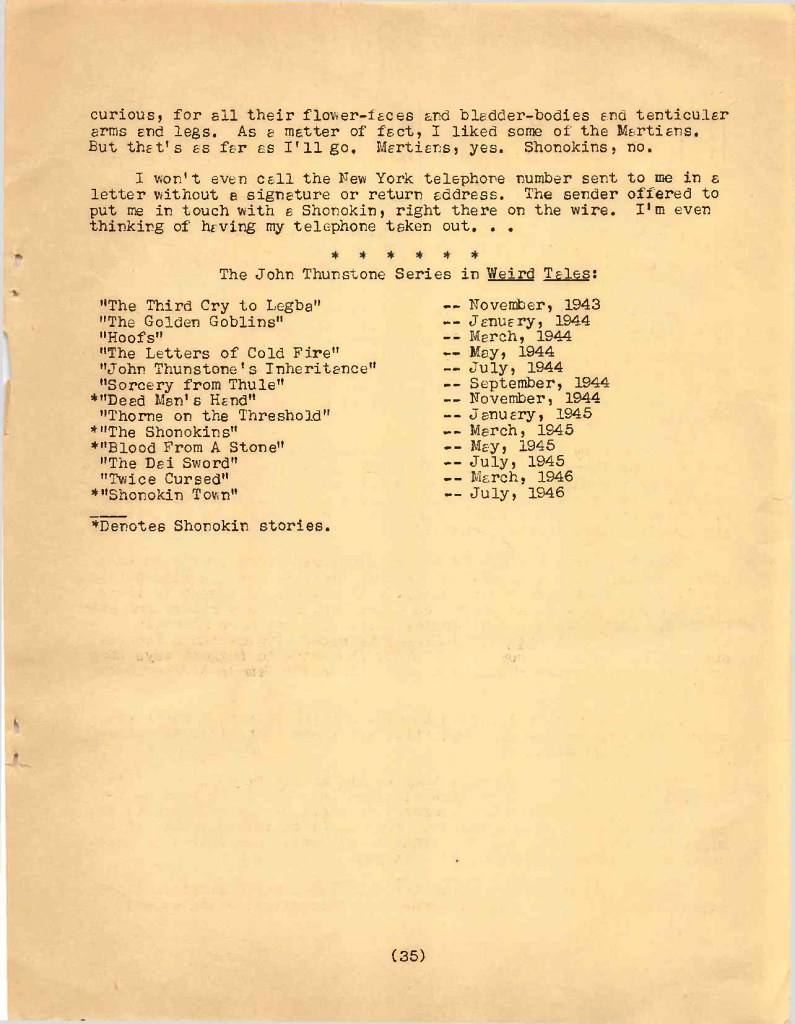 curious, for all their flower-faces and bladder-bodies and tenticular
arms and legs.  As a matter of fact, I liked some of the Martians.
But that's as far as I'll go.  Martians, yes.  Shonokins, no.
I won't even call the New York telephone number sent to me in a
letter without a signature or return address.  The sender offered to
put me in touch with a Shonokin, right there on the wire.  I'm even
thinking of having my telephone taken out. . .
* * * * * *
The John Thunstone Series in Weird Tales:
"The Third Cry to Legba" -- November, 1943
"The Golden Goblins" -- January, 1944
"Hoofs" -- March, 1944
"The Letters of Cold Fire" -- May, 1944
"John Thunstone's Inheritance" -- July, 1944
"Sorcery from Thule" -- September, 1944
*"Dead Man's Hand" -- November, 1944
"Thorne on the Threshold" -- January, 1945
*"The Shonokins" -- March, 1945
*"Blood From A Stone" -- May, 1945
"The Dai Sword" -- July, 1945
"Twice Cursed" -- March, 1946
*"Shonokin Town" -- July, 1946
*Denotes Shonokin stories.
(35)